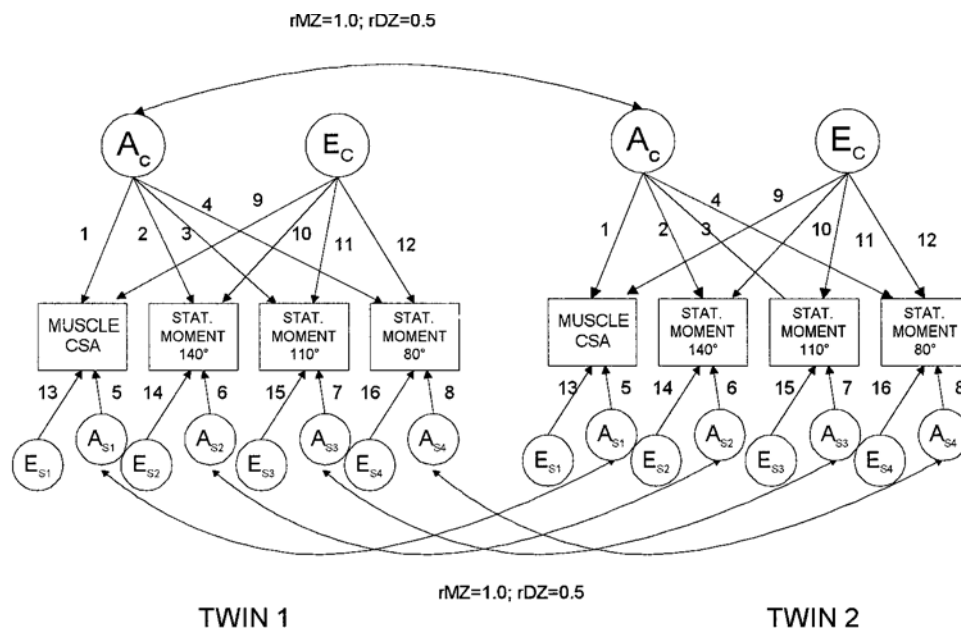 rMZ=1.0; rDZ=0.5
Ac EC Ac EC
1 2 3 4 9 10 11 12 1 2 3 4 9 10 11 12
MUSCLE CSA
STAT. MOMENT 140°
STAT. MOMENT 110°
STAT. MOMENT 80°
MUSCLE CSA
STAT. MOMENT 140°
STAT. MOMENT 110°
STAT. MOMENT 80°
13 5 14 6 15 7 16 8 13 5 14 6 15 7 16 8
ES1 AS1 ES2 AS2 ES3 AS3 ES4 AS4 ES1 AS1 ES2 AS2 ES3 AS3 ES4 AS4
rMZ=1.0; rDZ=0.5
TWIN 1 TWIN 2